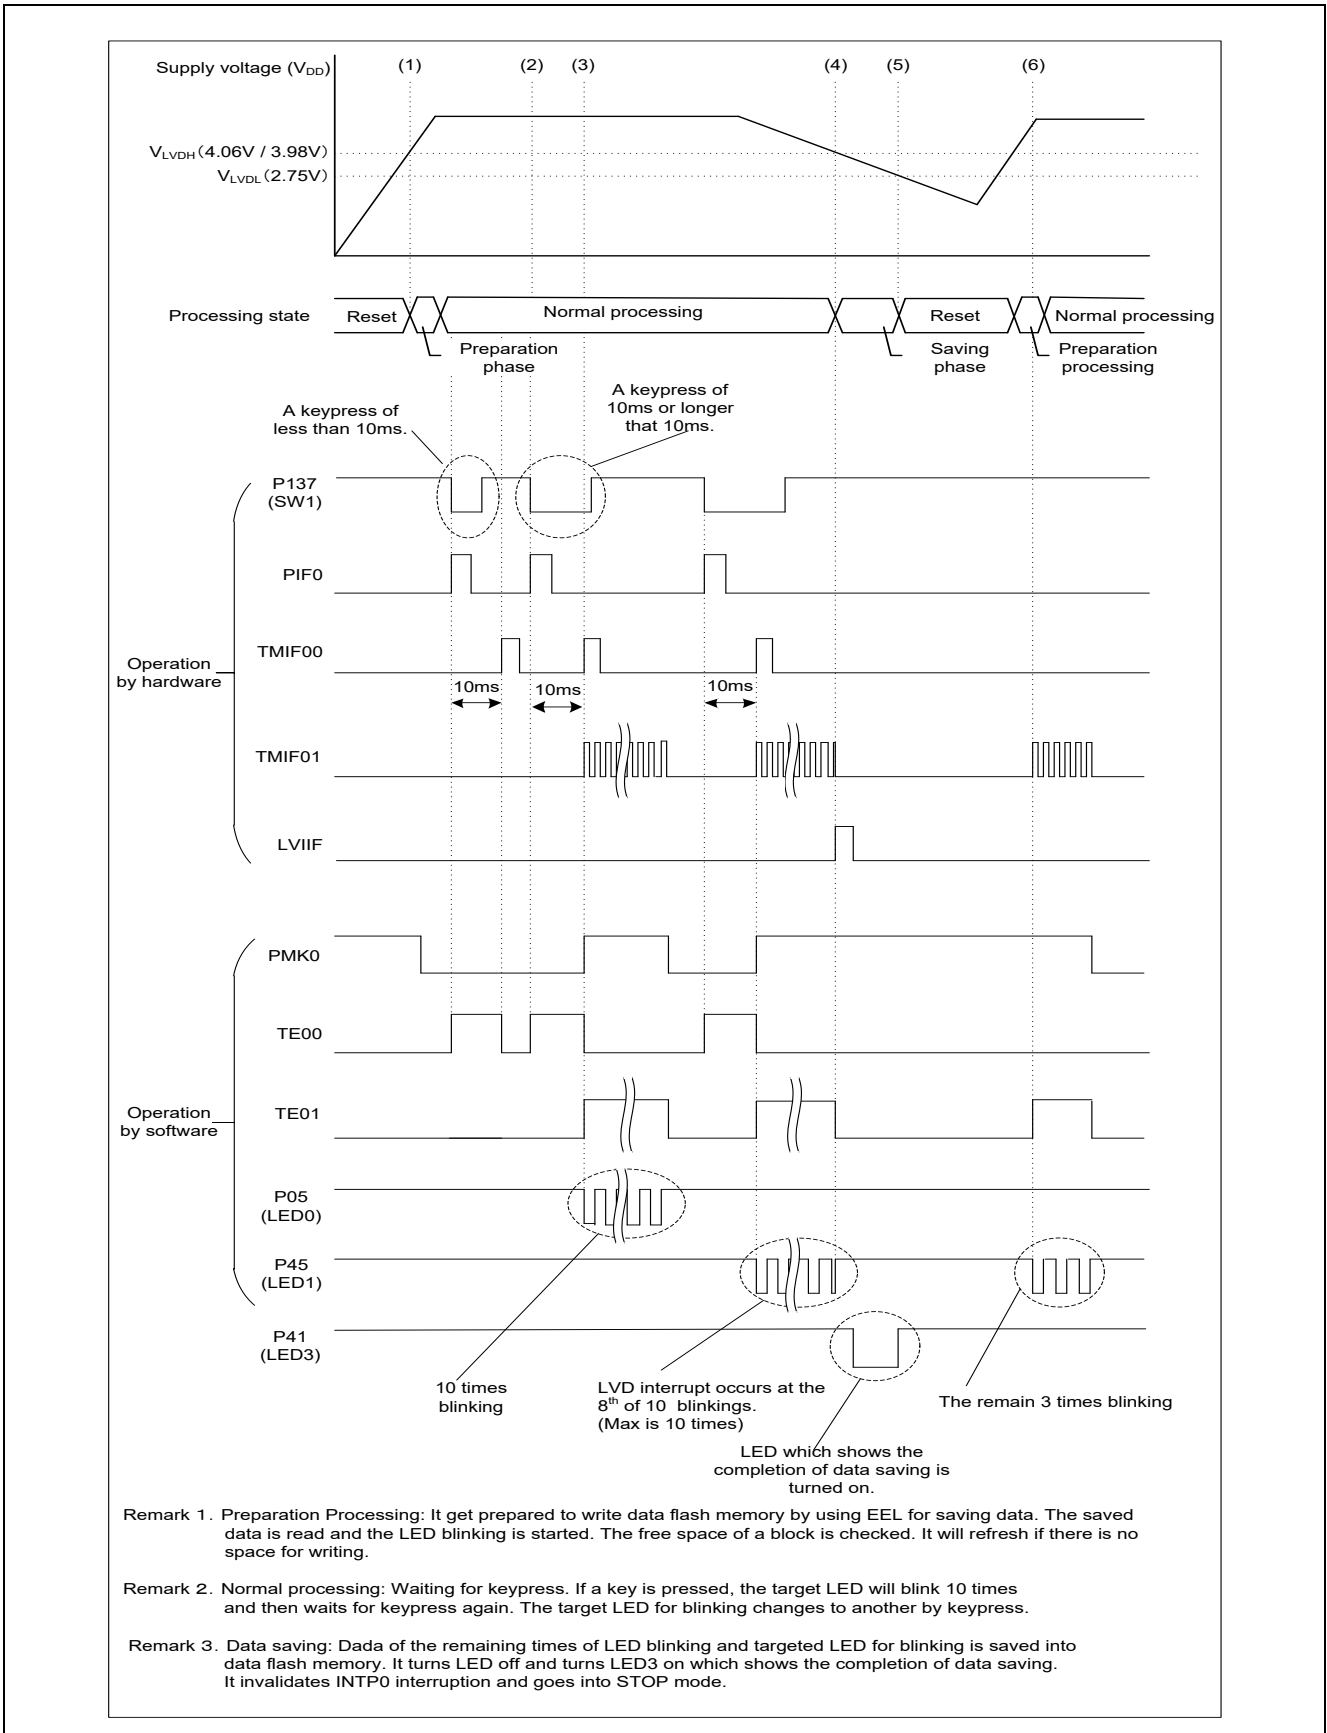 Supply voltage (VDD)
(1)
(2)
(3)
(4)
(5)
(6)
VLVDH(4.06V / 3.98V)
VLVDL(2.75V)
Processing state
Reset
Normal processing
Reset
Normal processing
Preparation
phase
Saving
phase
Preparation
processing
A keypress of
less than 10ms.
A keypress of
10ms or longer
that 10ms.
P137
(SW1)
PIF0
TMIF00
Operation
by hardware
10ms
10ms
10ms
TMIF01
LVIIF
PMK0
TE00
TE01
Operation
by software
P05
(LED0)
P45
(LED1)
P41
(LED3)
10 times
blinking
LVD interrupt occurs at the
8th of 10 blinkings.
(Max is 10 times)
The remain 3 times blinking
LED which shows the
completion of data saving is
turned on.
Remark 1. Preparation Processing: It get prepared to write data flash memory by using EEL for saving data. The saved
data is read and the LED blinking is started. The free space of a block is checked. It will refresh if there is no
space for writing.
Remark 2. Normal processing: Waiting for keypress. If a key is pressed, the target LED will blink 10 times
and then waits for keypress again. The target LED for blinking changes to another by keypress.
Remark 3. Data saving: Dada of the remaining times of LED blinking and targeted LED for blinking is saved into
data flash memory. It turns LED off and turns LED3 on which shows the completion of data saving.
It invalidates INTP0 interruption and goes into STOP mode.